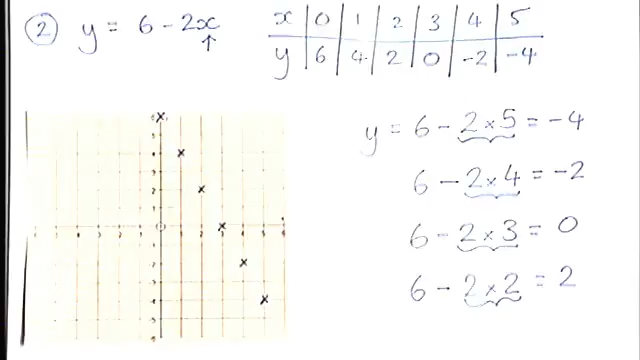 2 y = 6 - 2x
x 0 1 2 3 4 5
y 6 4 2 0 -2 -4
y = 6 - 2 × 5 = -4
6 - 2 × 4 = -2
6 - 2 × 3 = 0
6 - 2 × 2 = 2